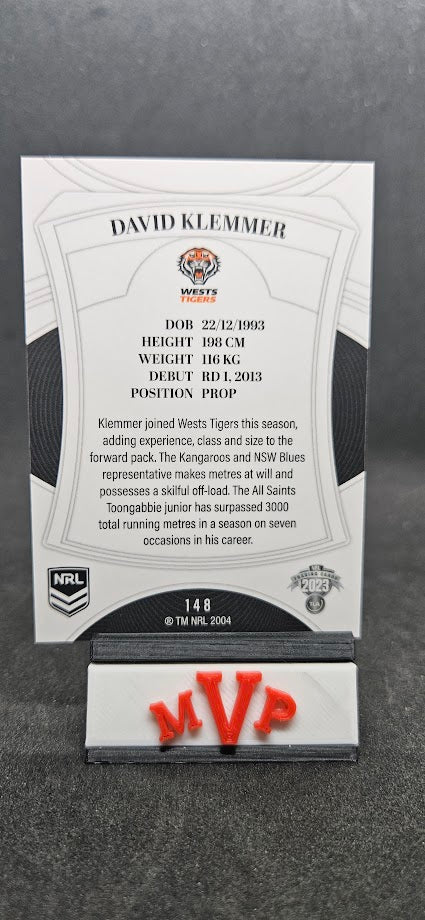 DAVID KLEMMER
WESTS
TIGERS
DOB 22/12/1993
HEIGHT 198 CM
WEIGHT 116 KG
DEBUT RD 1, 2013
POSITION PROP
Klemmer joined Wests Tigers this season,
adding experience, class and size to the
forward pack. The Kangaroos and NSW Blues
representative makes metres at will and
possesses a skilful off-load. The All Saints
Toongabbie junior has surpassed 3000
total running metres in a season on seven
occasions in his career.
NRL
NRL
TRADING CARDS
2023
148
® TM NRL 2004
MVP